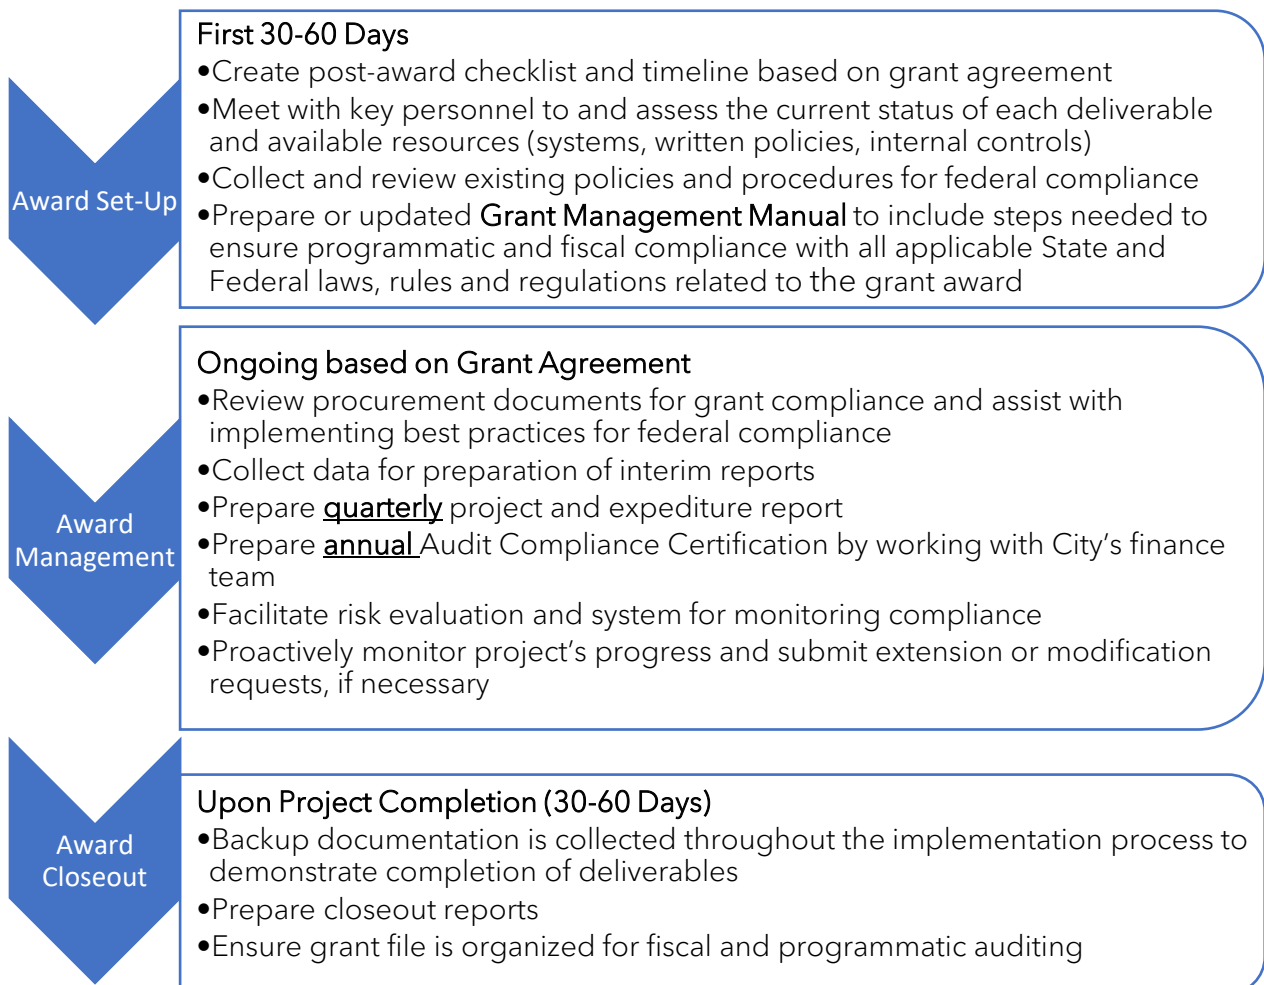 First 30-60 Days
•Create post-award checklist and timeline based on grant agreement
•Meet with key personnel to and assess the current status of each deliverable
and available resources (systems, written policies, internal controls)
•Collect and review existing policies and procedures for federal compliance
•Prepare or updated Grant Management Manual to include steps needed to
ensure programmatic and fiscal compliance with all applicable State and
Federal laws, rules and regulations related to the grant award
Award Set-Up
Ongoing based on Grant Agreement
•Review procurement documents for grant compliance and assist with
implementing best practices for federal compliance
•Collect data for preparation of interim reports
•Prepare quarterly project and expediture report
•Prepare annual Audit Compliance Certification by working with City's finance
team
•Facilitate risk evaluation and system for monitoring compliance
•Proactively monitor project's progress and submit extension or modification
requests, if necessary
Award
Management
Upon Project Completion (30-60 Days)
•Backup documentation is collected throughout the implementation process to
demonstrate completion of deliverables
•Prepare closeout reports
•Ensure grant file is organized for fiscal and programmatic auditing
Award
Closeout